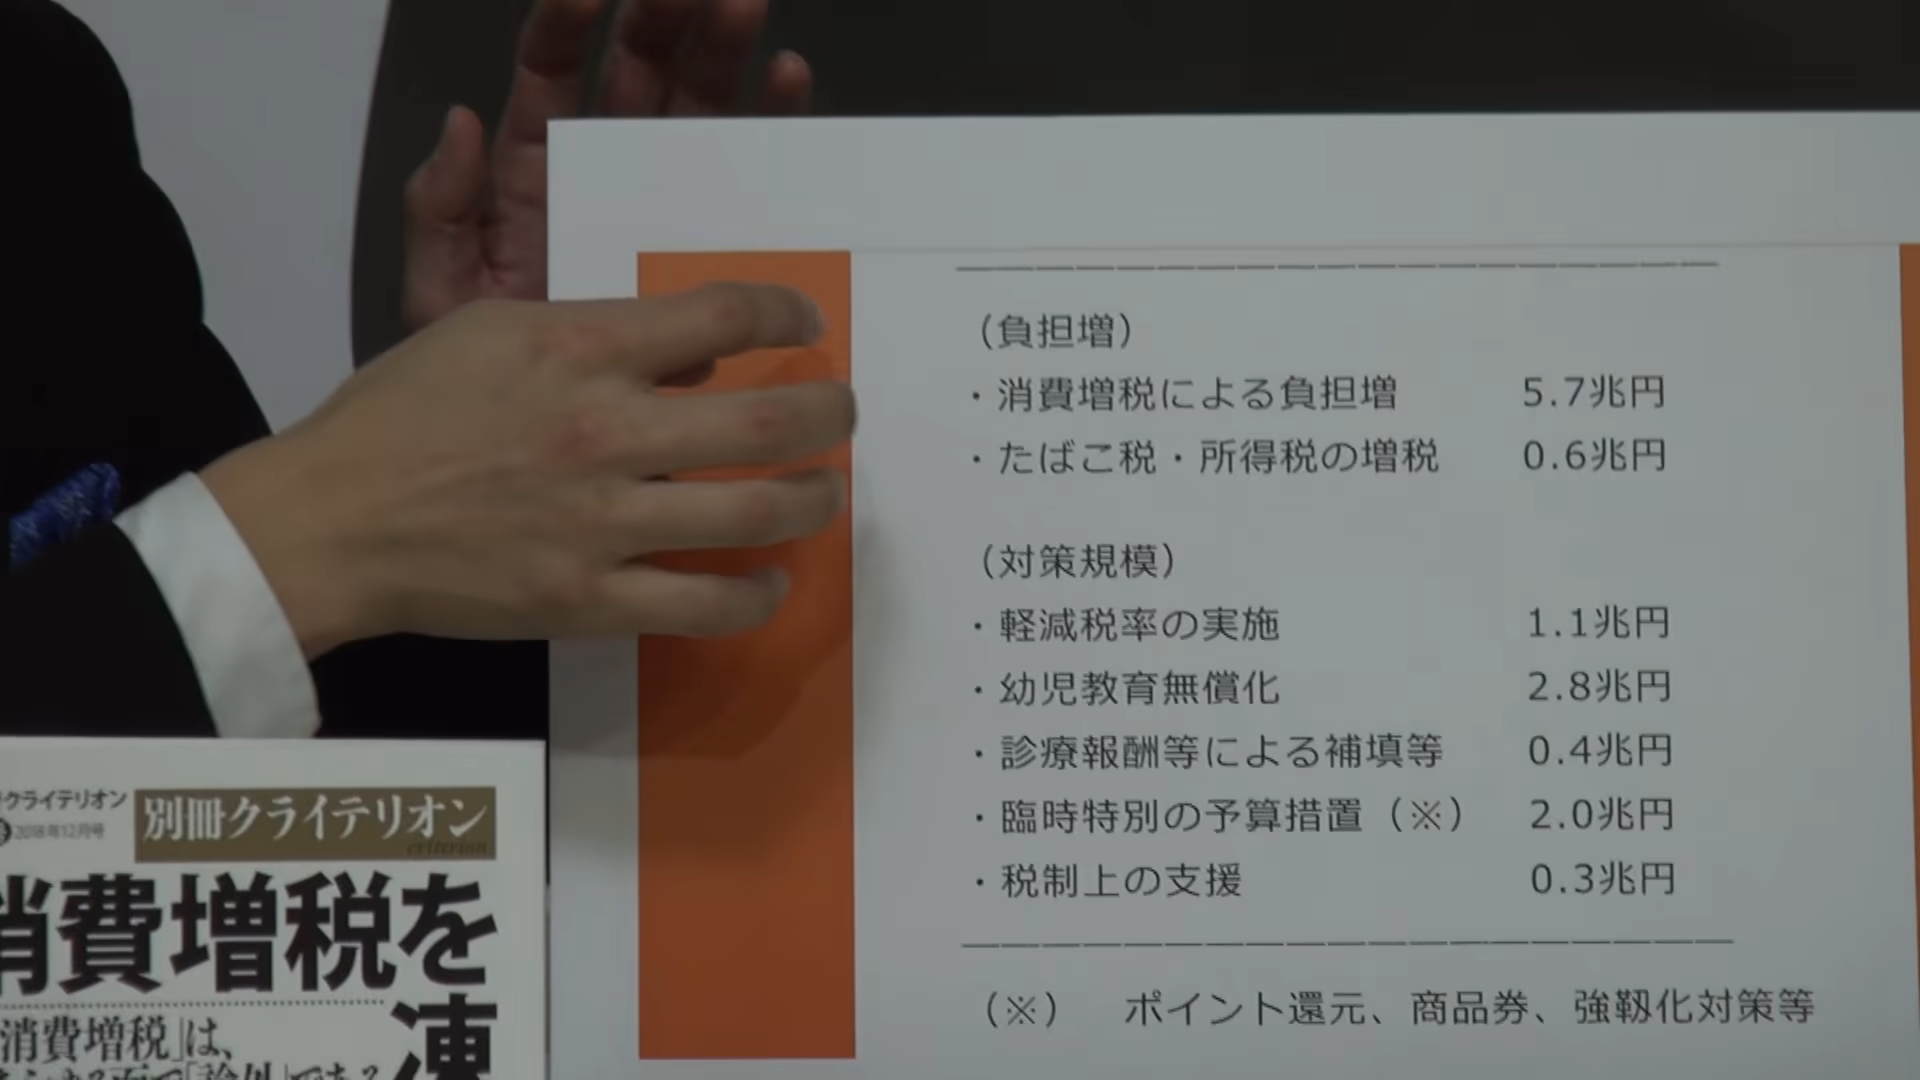 （負担増）
・消費増税による負担増 5.7兆円
・たばこ税・所得税の増税 0.6兆円
（対策規模）
・軽減税率の実施 1.1兆円
・幼児教育無償化 2.8兆円
・診療報酬等による補填等 0.4兆円
・臨時特別の予算措置（※） 2.0兆円
・税制上の支援 0.3兆円
（※） ポイント還元、商品券、強靱化対策等
クライテリオン
2018年12月号
別冊クライテリオン
criterion
消費増税を
凍
消費増税」は、